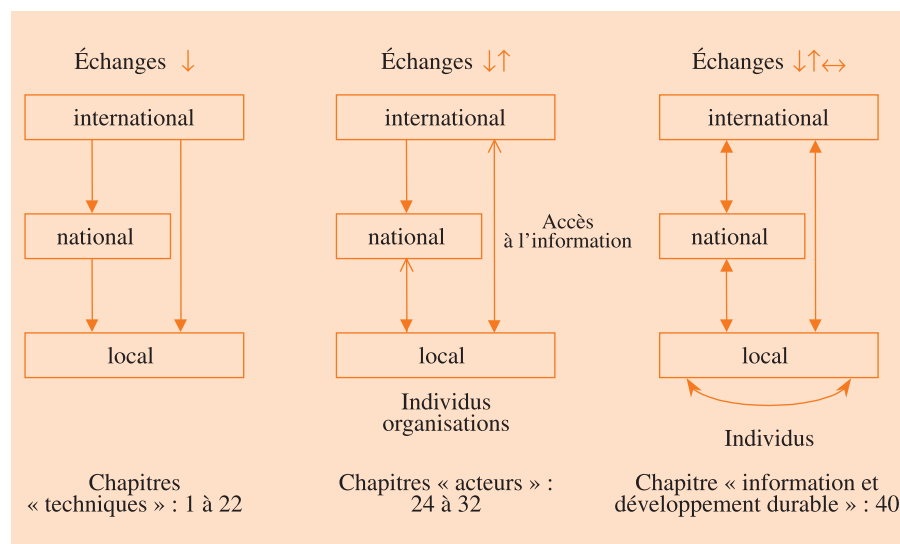 Échanges ↓
international
national
local
Chapitres
« techniques » : 1 à 22
Échanges ↓↑
international
national
Accès
à l’information
local
Individus
organisations
Chapitres « acteurs » :
24 à 32
Échanges ↓↑↔
international
national
local
Individus
Chapitre « information et
développement durable » : 40